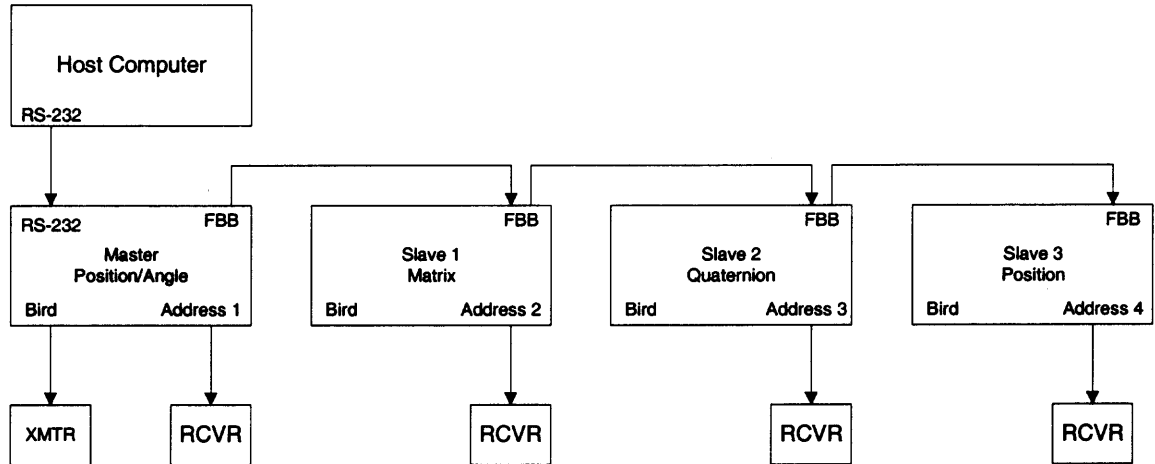 Host Computer
RS-232
RS-232 FBB
Master
Position/Angle
Bird Address 1
FBB
Slave 1
Matrix
Bird Address 2
FBB
Slave 2
Quaternion
Bird Address 3
FBB
Slave 3
Position
Bird Address 4
XMTR
RCVR
RCVR
RCVR
RCVR